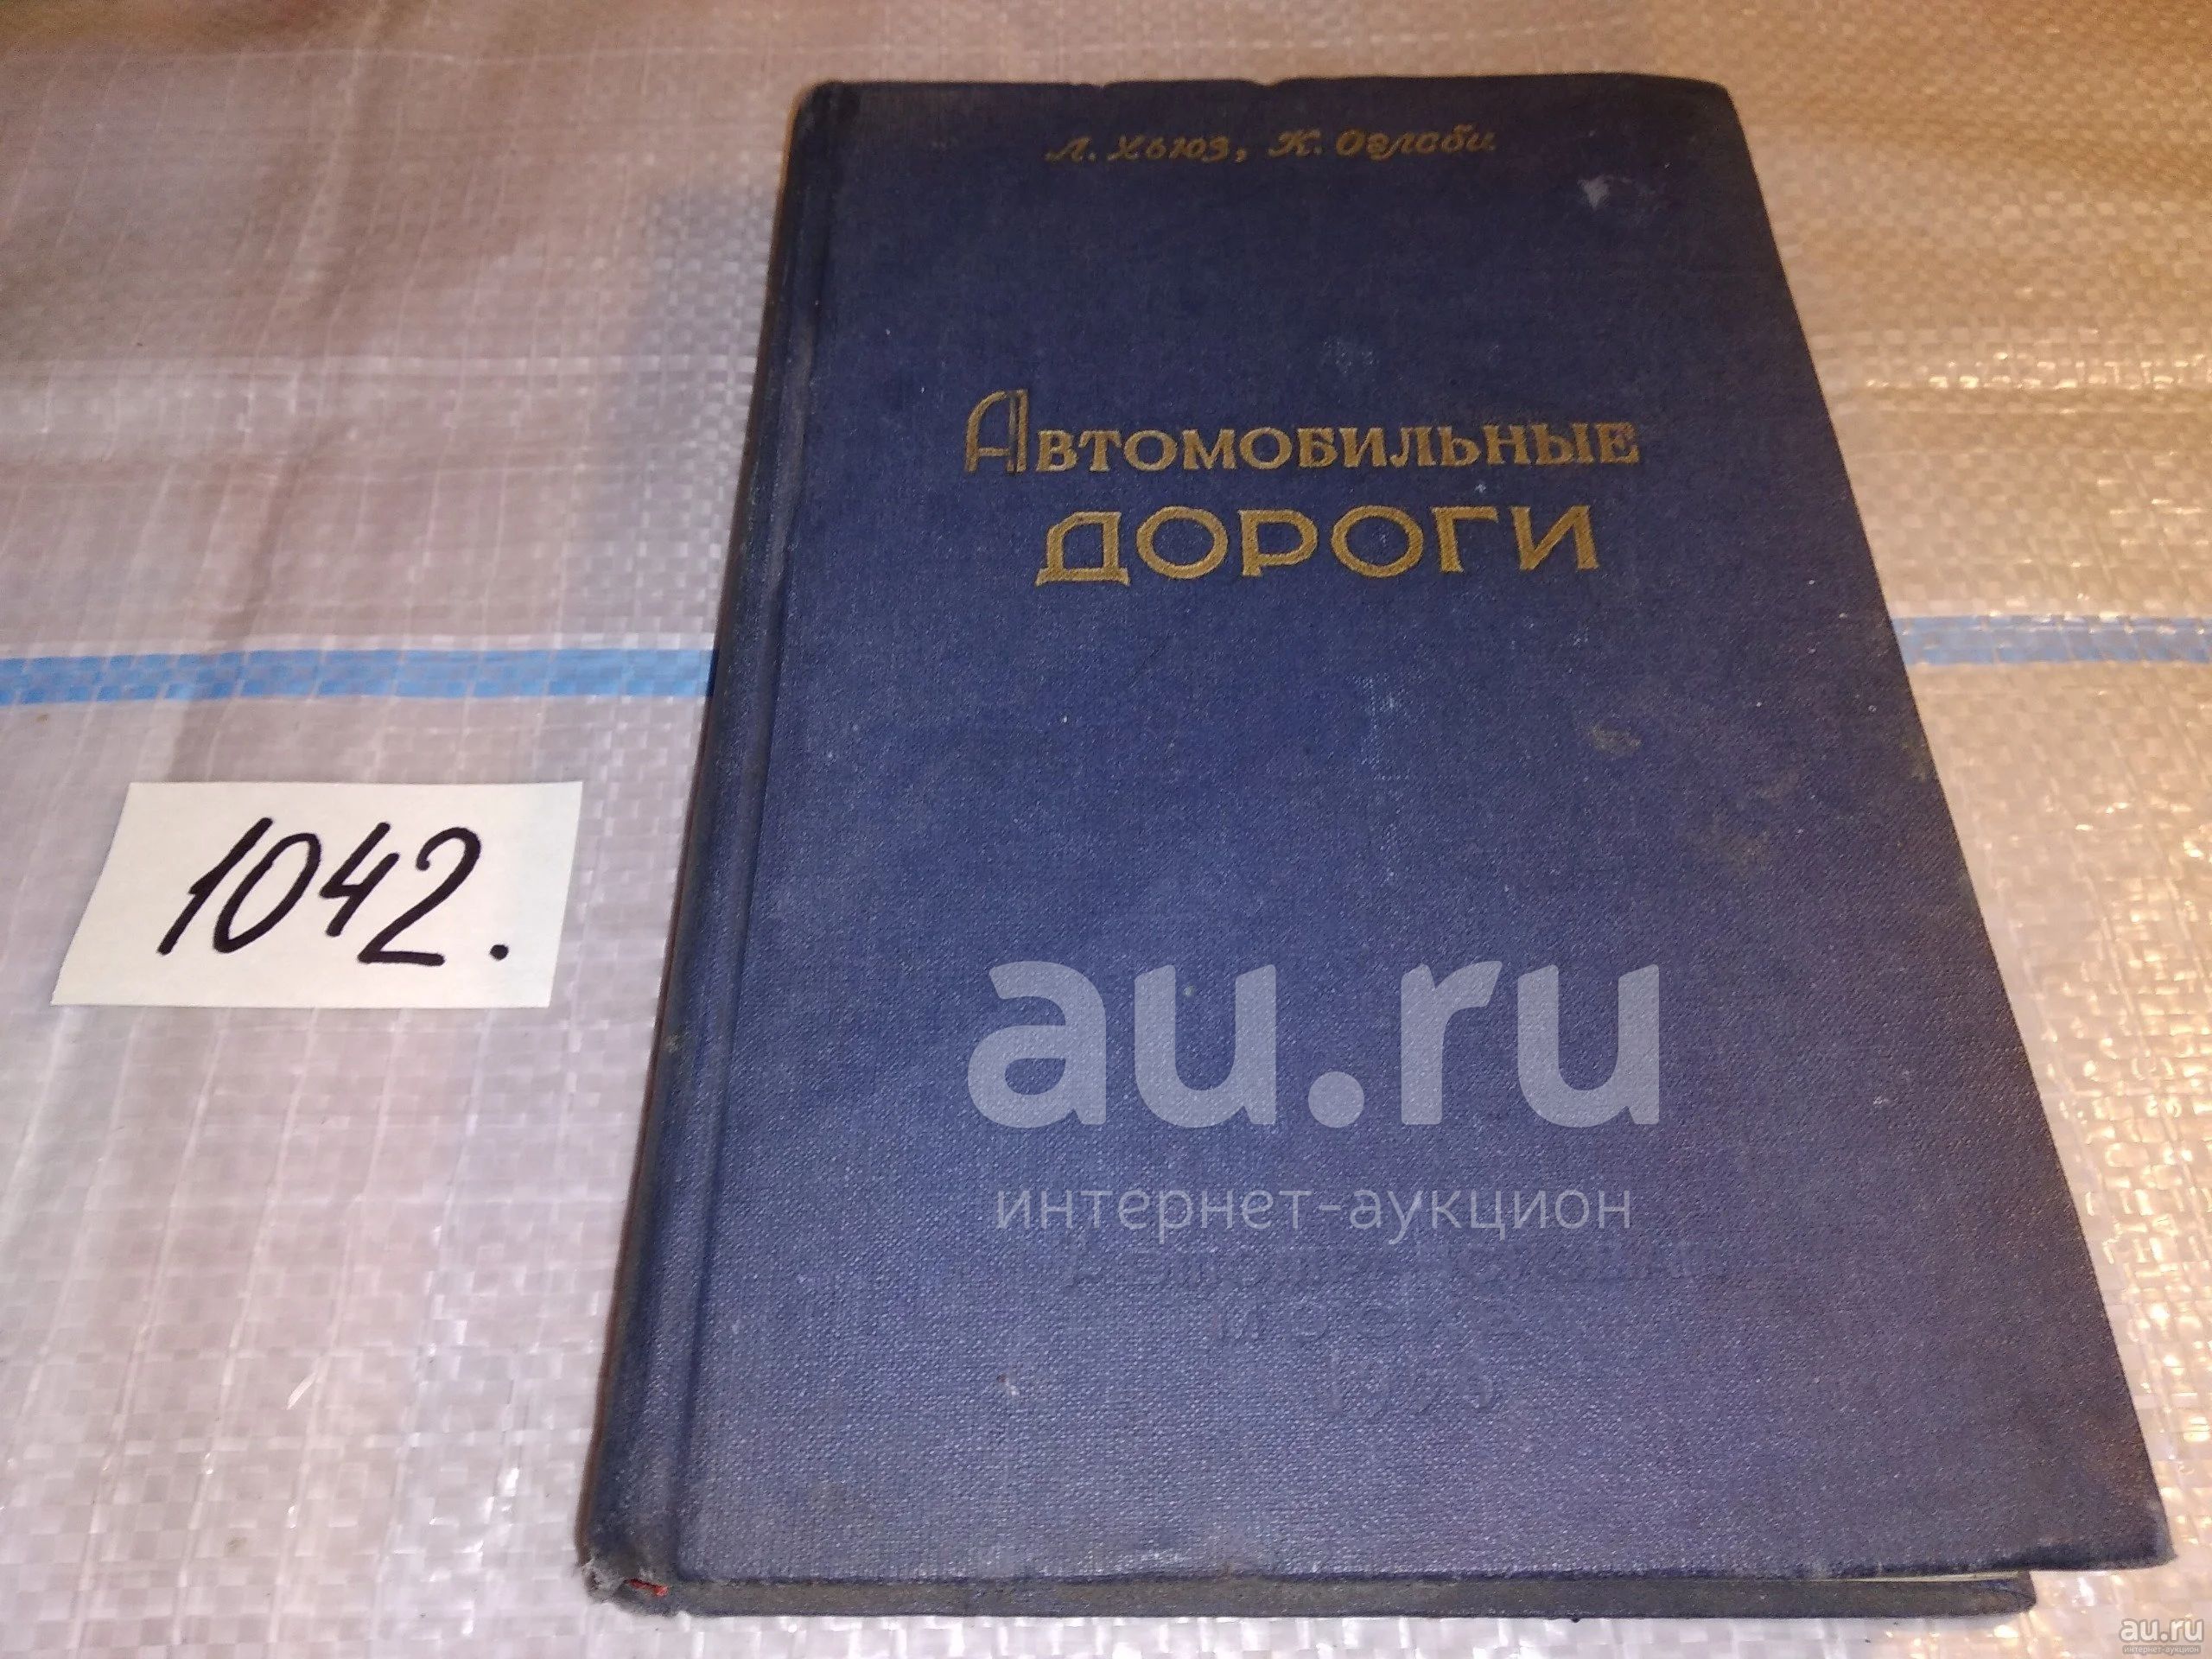 Л. Хьюз, К. Оглсби
Автомобильные
ДОРОГИ
1042.
au.ru
интернет-аукцион
au.ru
интернет-аукцион